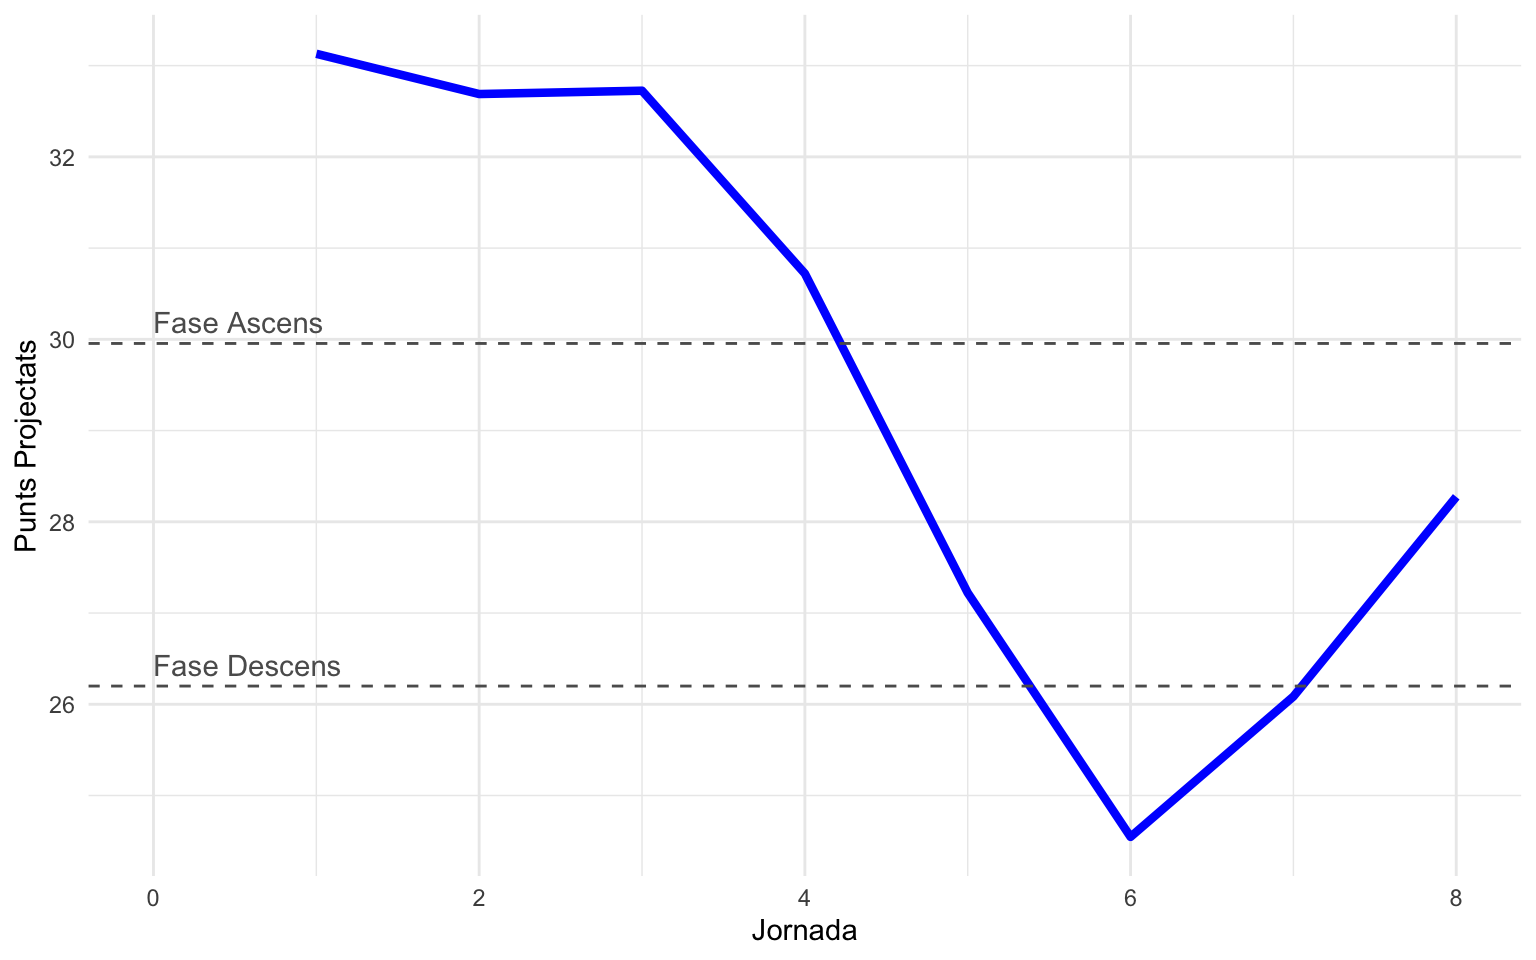 Punts Projectats
32
30
28
26
Fase Ascens
Fase Descens
0 2 4 6 8
Jornada